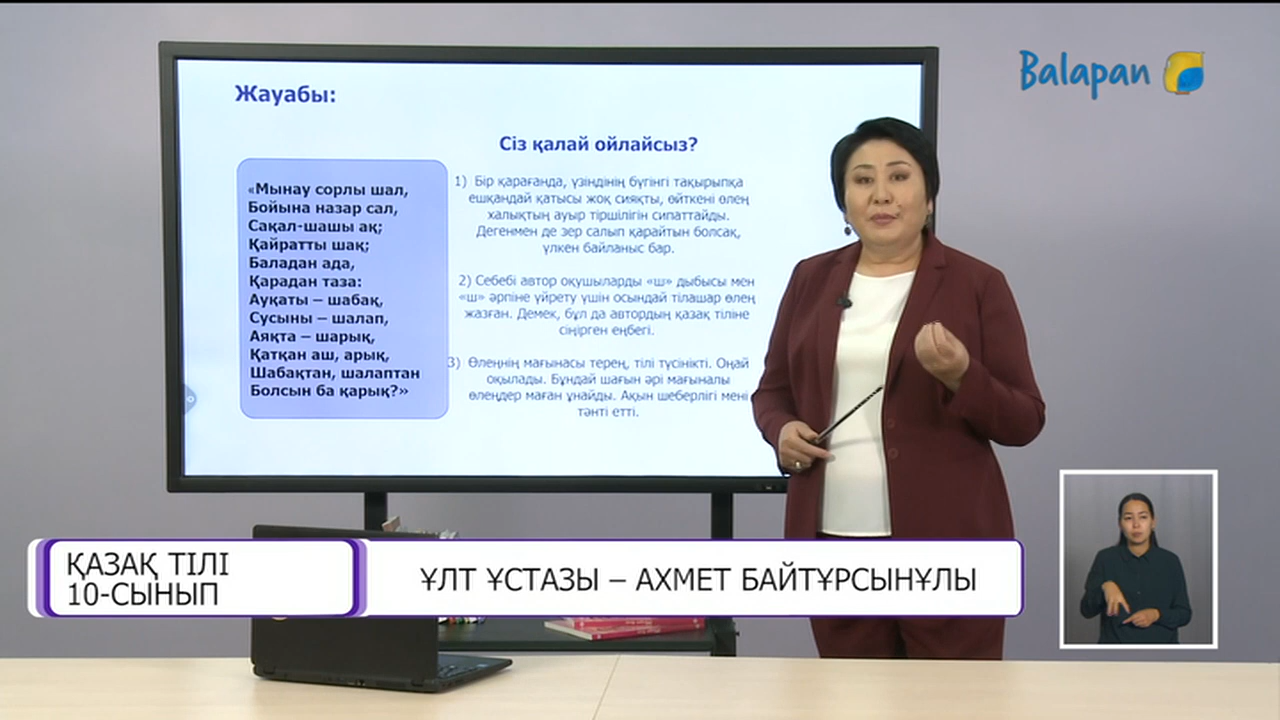 Balapan
Жауабы:
Сіз қалай ойлайсыз?
«Мынау сорлы шал,
Бойына назар сал,
Сақал-шашы ақ;
Қайратты шақ;
Баладан ада,
Қарадан таза:
Ауқаты – шабақ,
Сусыны – шалап,
Аяқта – шарық,
Қатқан аш, арық,
Шабақтан, шалаптан
Болсын ба қарық?»
1) Бір қарағанда, үзіндінің бүгінгі тақырыпқа
ешқандай қатысы жоқ сияқты, өйткені өлең
халықтың ауыр тіршілігін сипаттайды.
Дегенмен де зер салып қарайтын болсақ,
үлкен байланыс бар.
2) Себебі автор оқушыларды «ш» дыбысы мен
«ш» әрпіне үйрету үшін осындай тілашар өлең
жазған. Демек, бұл да автордың қазақ тіліне
сіңірген еңбегі.
3) Өлеңнің мағынасы терең, тілі түсінікті. Оңай
оқылады. Бұндай шағын әрі мағыналы
өлеңдер маған ұнайды. Ақын шеберлігі мені
тәнті етті.
ҚАЗАҚ ТІЛІ
10-СЫНЫП
ҰЛТ ҰСТАЗЫ – АХМЕТ БАЙТҰРСЫНҰЛЫ